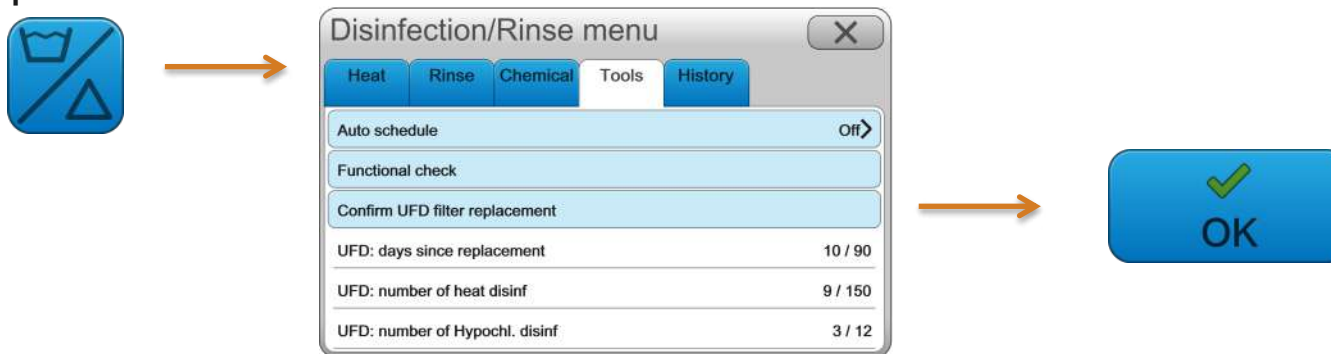 Disinfection/Rinse menu
Heat Rinse Chemical Tools History
Auto schedule Off
Functional check
Confirm UFD filter replacement
UFD: days since replacement 10 / 90
UFD: number of heat disinf 9 / 150
UFD: number of Hypochl. disinf 3 / 12
OK